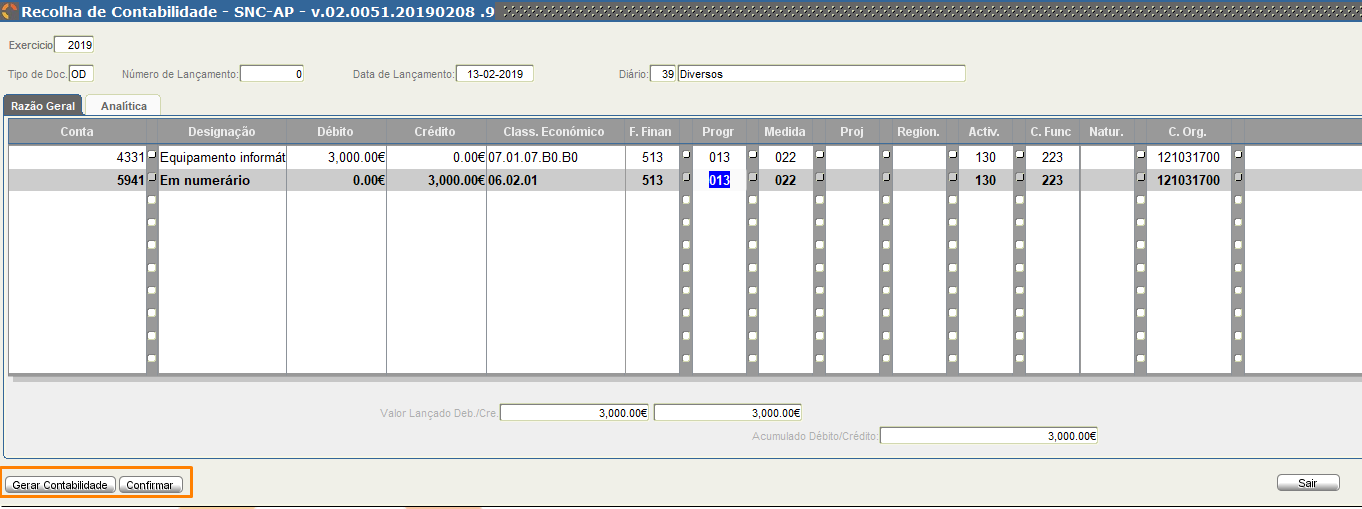 Recolha de Contabilidade - SNC-AP - v.02.0051.20190208 .9
Exercicio 2019
Tipo de Doc. OD Número de Lançamento: 0 Data de Lançamento: 13-02-2019 Diário: 39 Diversos
Razão Geral Analítica
Conta Designação Débito Crédito Class. Económico F. Finan Progr Medida Proj Region. Activ. C. Func Natur. C. Org.
4331 Equipamento informát 3,000.00€ 0.00€ 07.01.07.B0.B0 513 013 022 130 223 121031700
5941 Em numerário 0.00€ 3,000.00€ 06.02.01 513 013 022 130 223 121031700
Valor Lançado Deb./Cre. 3,000.00€ 3,000.00€
Acumulado Débito/Crédito: 3,000.00€
Gerar Contabilidade Confirmar Sair